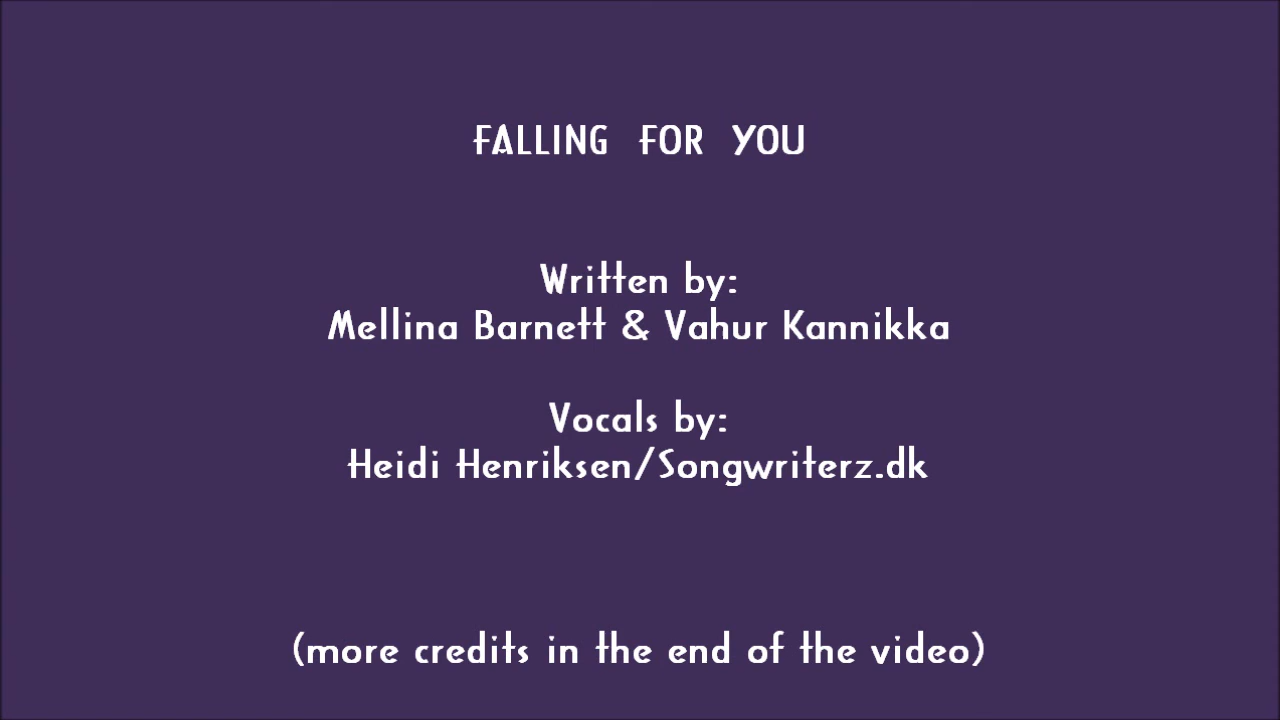 FALLING FOR YOU
Written by:
Mellina Barnett & Vahur Kannikka
Vocals by:
Heidi Henriksen/Songwriterz.dk
(more credits in the end of the video)